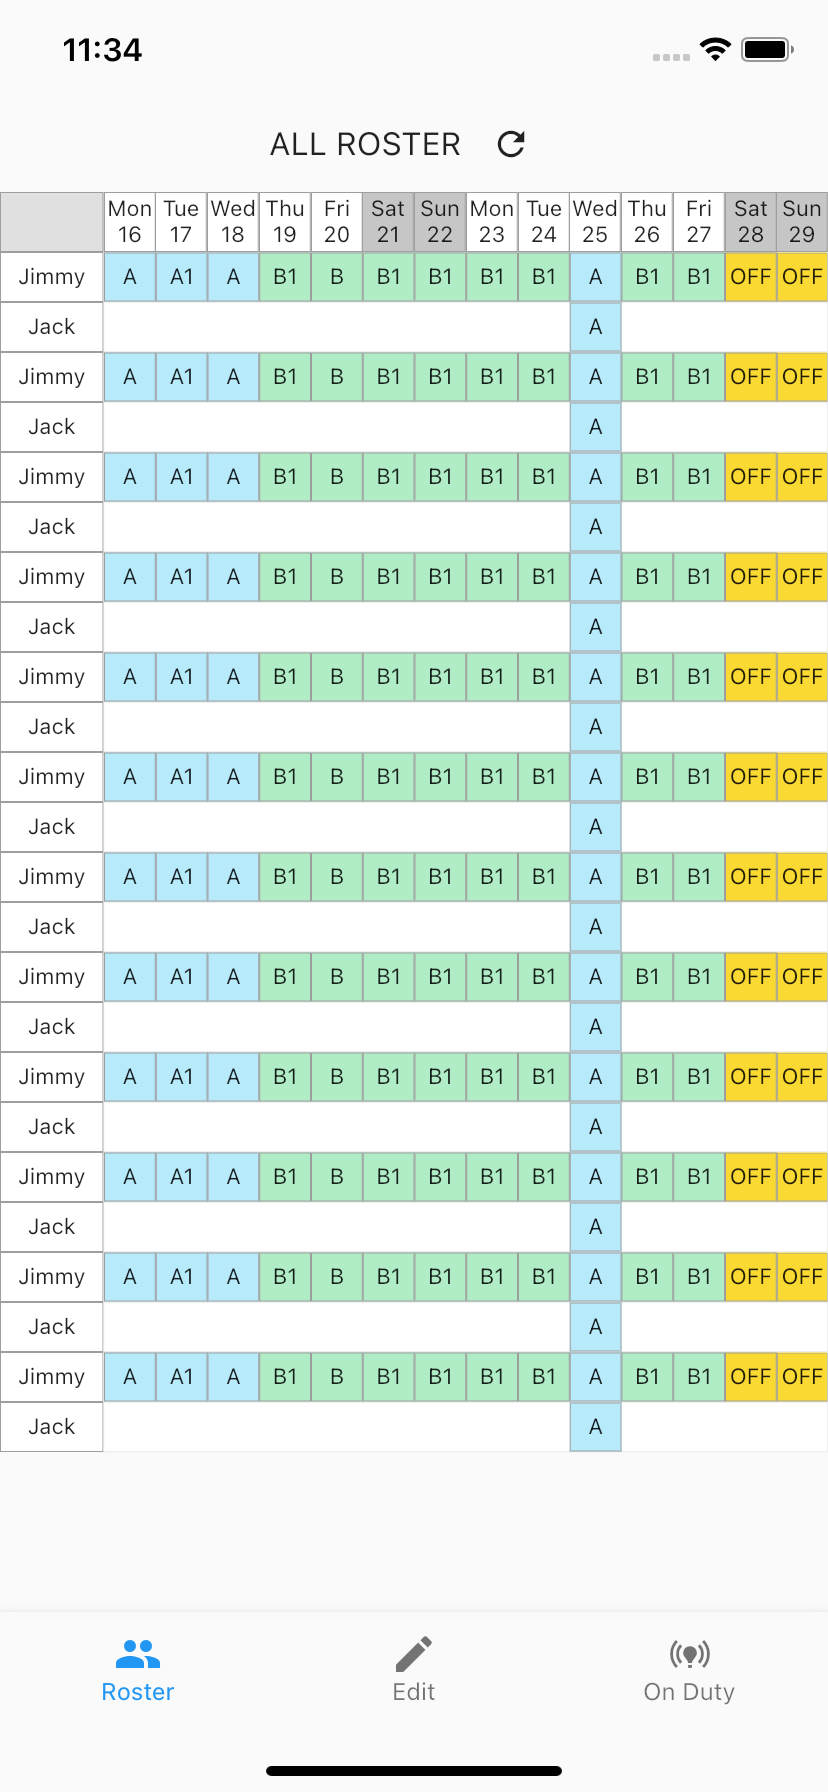 11:34
ALL ROSTER
Mon Tue Wed Thu Fri Sat Sun Mon Tue Wed Thu Fri Sat Sun
16 17 18 19 20 21 22 23 24 25 26 27 28 29
Jimmy A A1 A B1 B B1 B1 B1 B1 A B1 B1 OFF OFF
Jack A
Jimmy A A1 A B1 B B1 B1 B1 B1 A B1 B1 OFF OFF
Jack A
Jimmy A A1 A B1 B B1 B1 B1 B1 A B1 B1 OFF OFF
Jack A
Jimmy A A1 A B1 B B1 B1 B1 B1 A B1 B1 OFF OFF
Jack A
Jimmy A A1 A B1 B B1 B1 B1 B1 A B1 B1 OFF OFF
Jack A
Jimmy A A1 A B1 B B1 B1 B1 B1 A B1 B1 OFF OFF
Jack A
Jimmy A A1 A B1 B B1 B1 B1 B1 A B1 B1 OFF OFF
Jack A
Jimmy A A1 A B1 B B1 B1 B1 B1 A B1 B1 OFF OFF
Jack A
Jimmy A A1 A B1 B B1 B1 B1 B1 A B1 B1 OFF OFF
Jack A
Jimmy A A1 A B1 B B1 B1 B1 B1 A B1 B1 OFF OFF
Jack A
Jimmy A A1 A B1 B B1 B1 B1 B1 A B1 B1 OFF OFF
Jack A
Jimmy A A1 A B1 B B1 B1 B1 B1 A B1 B1 OFF OFF
Jack A
Roster Edit On Duty